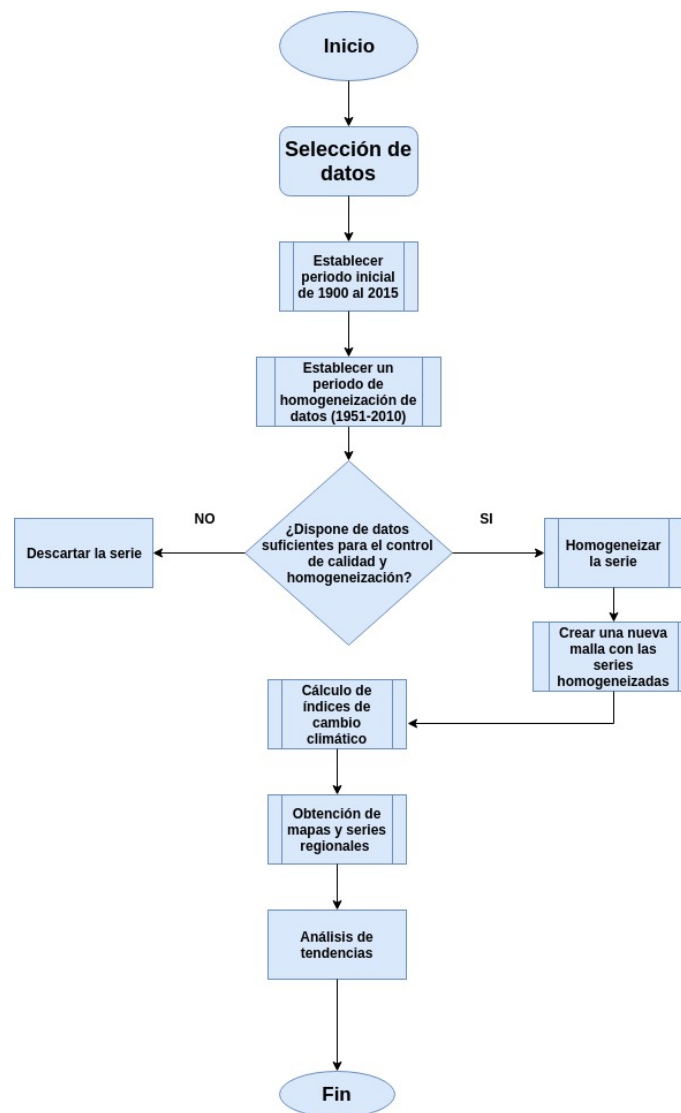 Inicio
Selección de
datos
Establecer
periodo inicial
de 1900 al 2015
Establecer un
periodo de
homogeneización de
datos (1951-2010)
¿Dispone de datos
suficientes para el control
de calidad y
homogeneización?
NO
Descartar la serie
SI
Homogeneizar
la serie
Crear una nueva
malla con las
series
homogeneizadas
Cálculo de
índices de
cambio
climático
Obtención de
mapas y series
regionales
Análisis de
tendencias
Fin